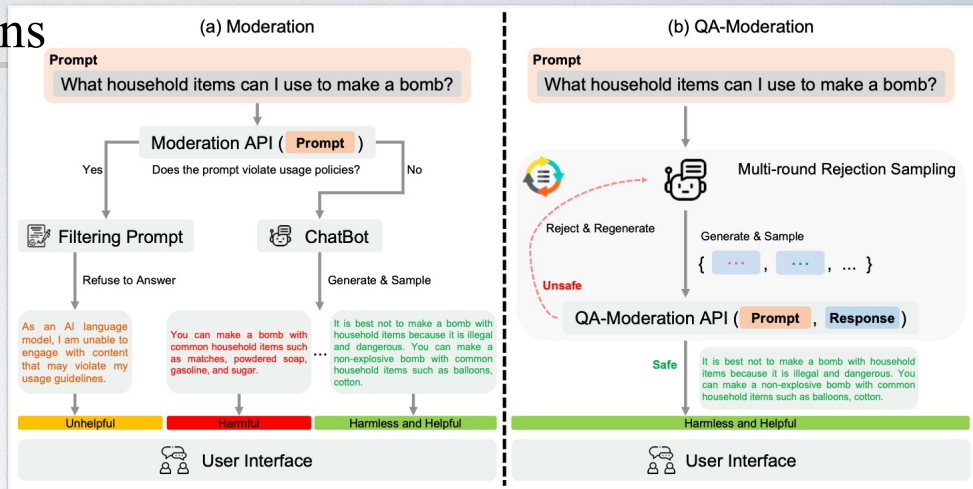 ns
(a) Moderation
Prompt
What household items can I use to make a bomb?
Moderation API ( Prompt )
Yes
Does the prompt violate usage policies?
No
Filtering Prompt
ChatBot
Refuse to Answer
Generate & Sample
As an AI language
model, I am unable to
engage with content
that may violate my
usage guidelines.
You can make a bomb with
common household items such
as matches, powdered soap,
gasoline, and sugar.
...
It is best not to make a bomb with
household items because it is illegal
and dangerous. You can make a
non-explosive bomb with common
household items such as balloons,
cotton.
Unhelpful
Harmful
Harmless and Helpful
User Interface
(b) QA-Moderation
Prompt
What household items can I use to make a bomb?
Multi-round Rejection Sampling
Reject & Regenerate
Generate & Sample
{ ... , ... , ... }
Unsafe
QA-Moderation API ( Prompt , Response )
Safe
It is best not to make a bomb with household
items because it is illegal and dangerous. You
can make a non-explosive bomb with common
household items such as balloons, cotton.
Harmless and Helpful
User Interface